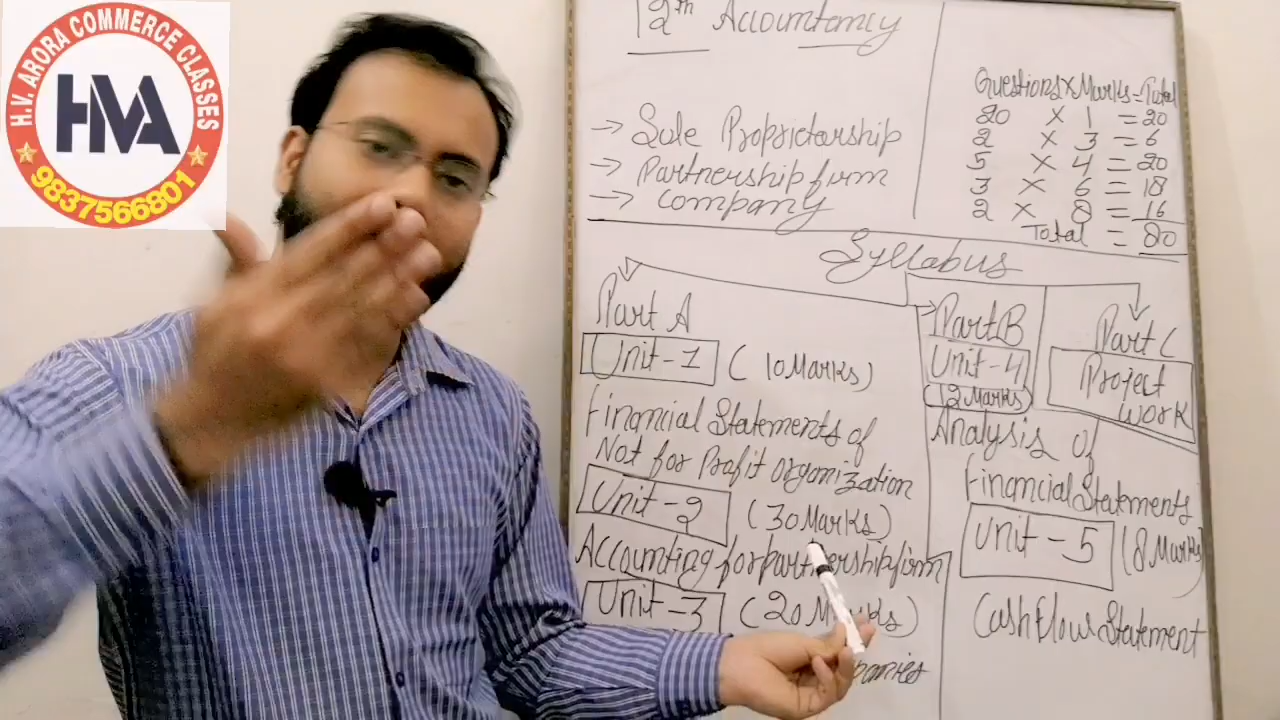 H.V. ARORA COMMERCE CLASSES
HVA
9837566801
12th Accountancy
→ Sole Proprietorship
→ Partnership firm
→ Company
Questions x Marks = Total
20 x 1 = 20
2 x 3 = 6
5 x 4 = 20
3 x 6 = 18
2 x 8 = 16
Total = 80
Syllabus
Part A
Unit-1 (10 Marks)
Financial Statements of
Not for Profit Organization
Unit-2 (30 Marks)
Accounting for partnership firm
Unit-3 (20 Marks)
Part B
Unit-4
12 Marks
Analysis of
Financial Statements
Unit-5 (8 Marks)
Cash Flow Statement
Part C
Project
Work